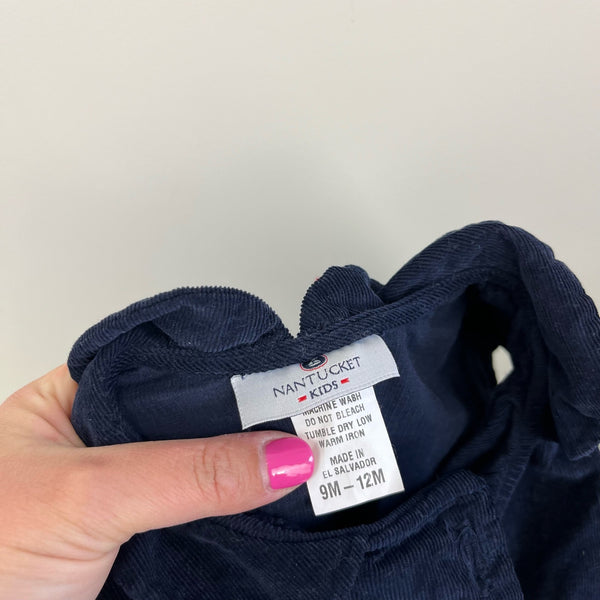 NANTUCKET
KIDS
MACHINE WASH
DO NOT BLEACH
TUMBLE DRY LOW
WARM IRON
MADE IN
EL SALVADOR
9M – 12M